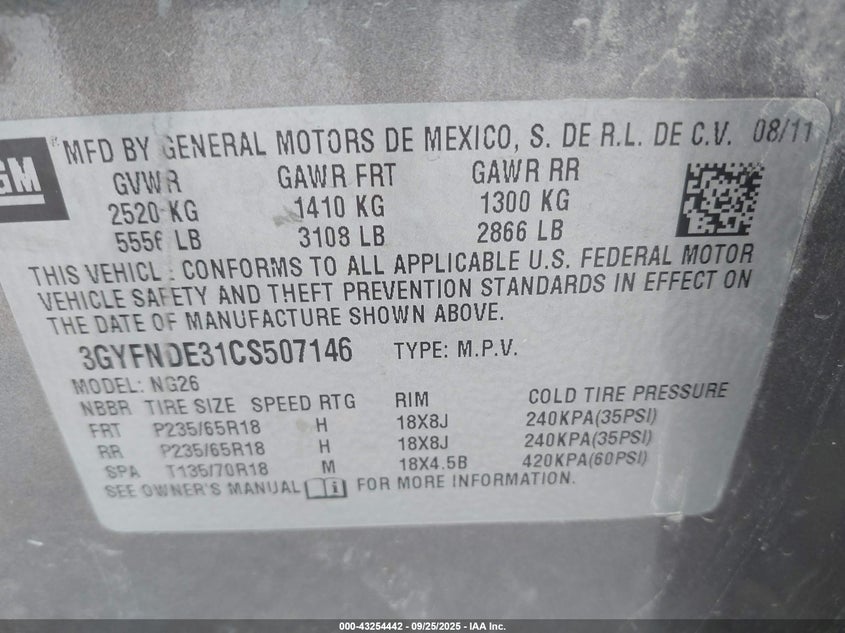 GM
MFD BY GENERAL MOTORS DE MEXICO, S. DE R.L. DE C.V. 08/11
GVWR GAWR FRT GAWR RR
2520 KG 1410 KG 1300 KG
5556 LB 3108 LB 2866 LB
THIS VEHICL : CONFORMS TO ALL APPLICABLE U.S. FEDERAL MOTOR
VEHICLE SAFETY AND THEFT PREVENTION STANDARDS IN EFFECT ON
THE DATE OF MANUFACTURE SHOWN ABOVE.
3GYFNDE31CS507146 TYPE: M.P.V.
MODEL: NG26
NBBR TIRE SIZE SPEED RTG RIM COLD TIRE PRESSURE
FRT P235/65R18 H 18X8J 240KPA(35PSI)
RR P235/65R18 H 18X8J 240KPA(35PSI)
SPA T135/70R18 M 18X4.5B 420KPA(60PSI)
SEE OWNER'S MANUAL i FOR MORE INFORMATION.
000-43254442 - 09/25/2025 - IAA Inc.